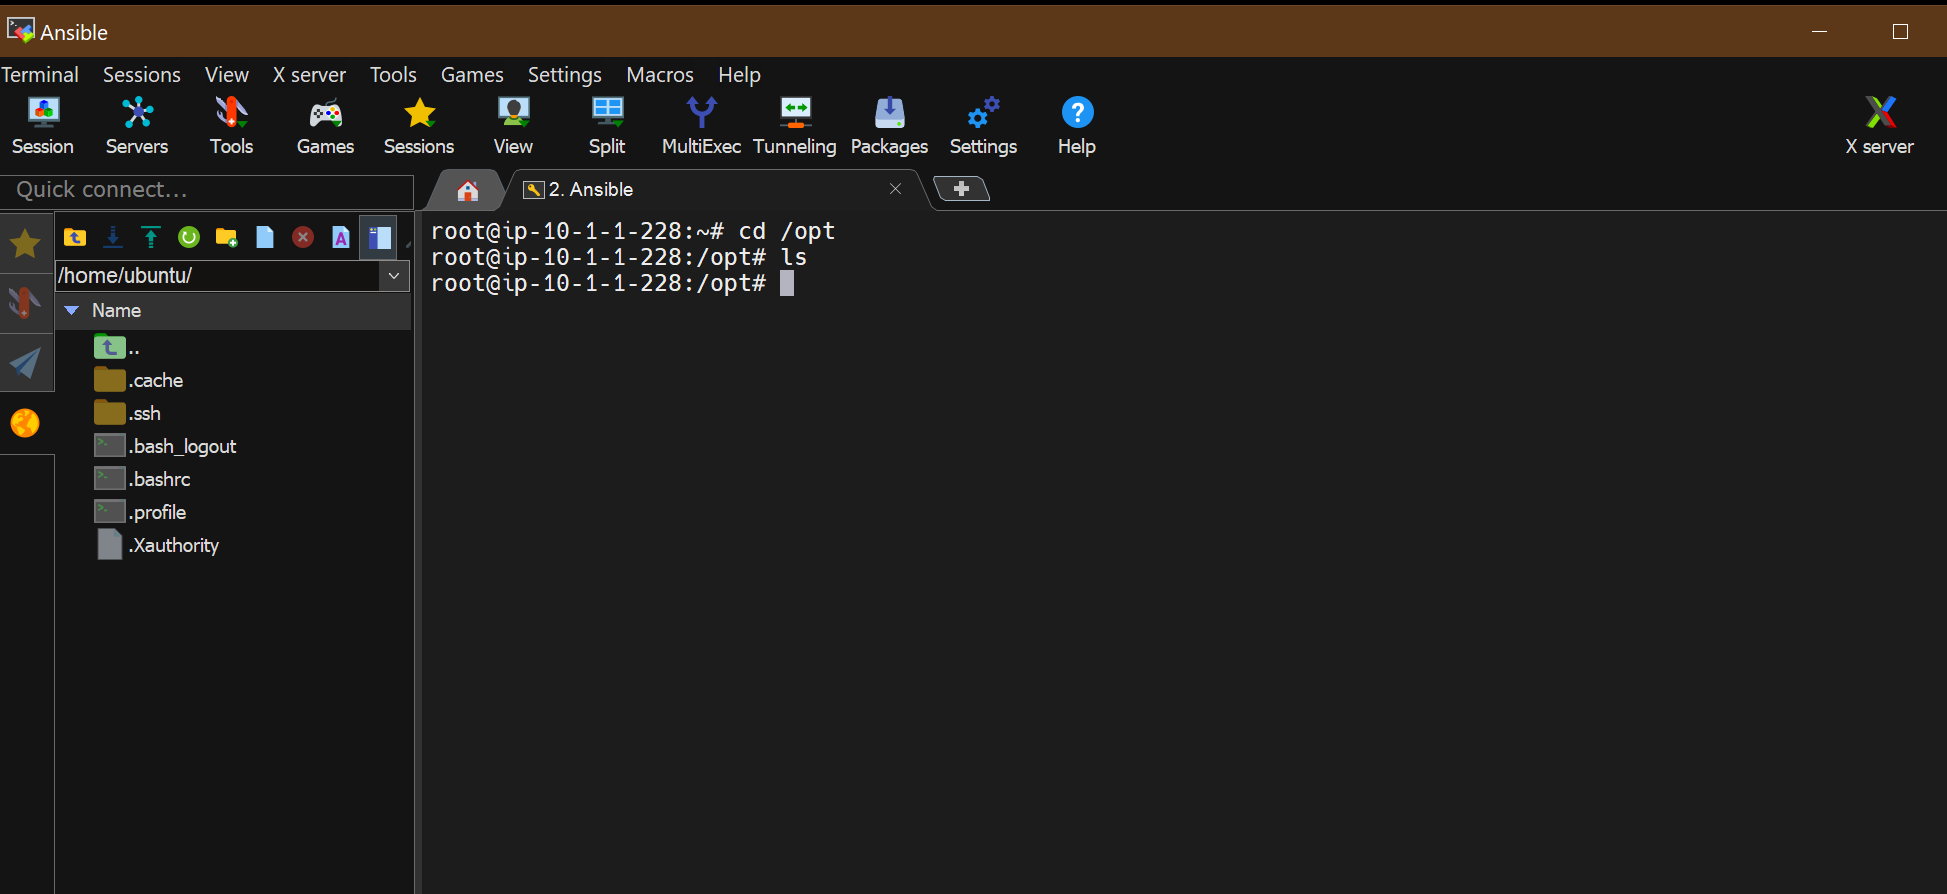 Ansible
Terminal Sessions View X server Tools Games Settings Macros Help
Session Servers Tools Games Sessions View Split MultiExec Tunneling Packages Settings Help X server
Quick connect...
2. Ansible
/home/ubuntu/
Name
..
.cache
.ssh
.bash_logout
.bashrc
.profile
.Xauthority
root@ip-10-1-1-228:~# cd /opt
root@ip-10-1-1-228:/opt# ls
root@ip-10-1-1-228:/opt#